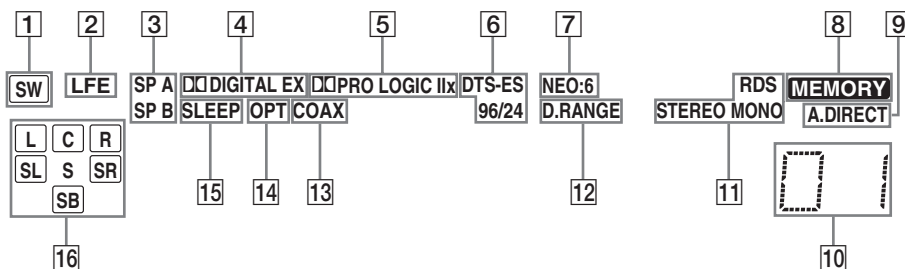 1 2 3 4 5 6 7 8 9
SW LFE SP A DIGITAL EX PRO LOGIC IIx DTS-ES NEO:6 RDS MEMORY
SP B SLEEP OPT COAX 96/24 D.RANGE STEREO MONO A.DIRECT
L C R
SL S SR
SB
01
15 14 13 12 11
16 10